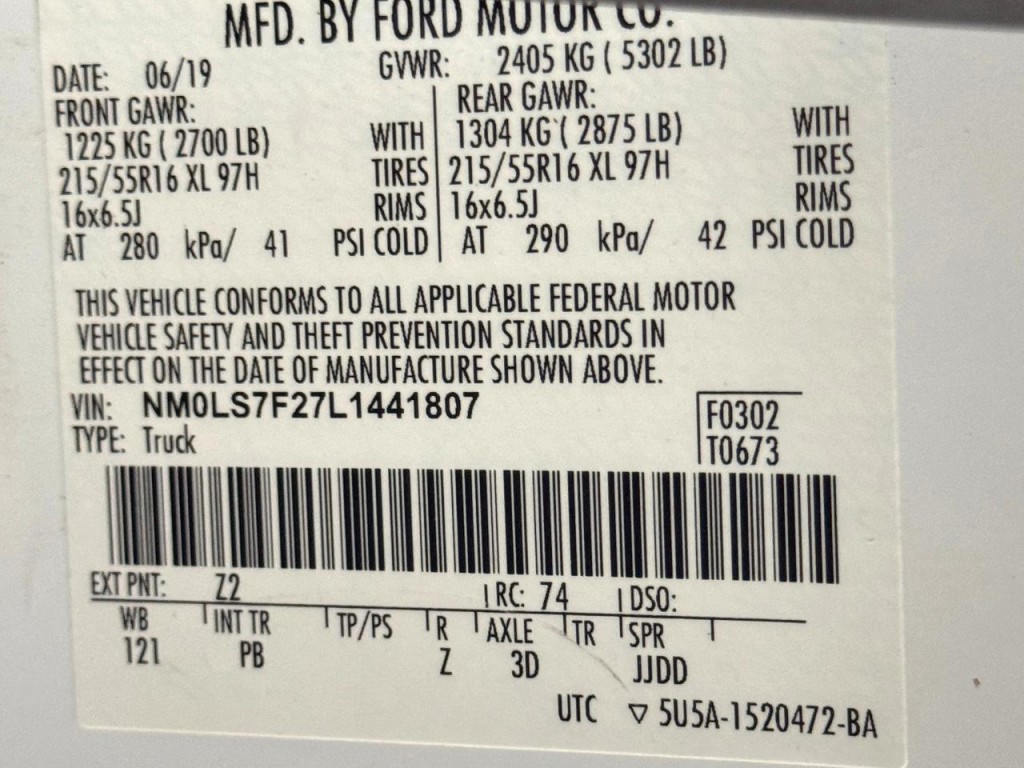 MFD. BY FORD MOTOR CO.
DATE: 06/19 GVWR: 2405 KG ( 5302 LB)
FRONT GAWR: REAR GAWR:
1225 KG ( 2700 LB) WITH 1304 KG ( 2875 LB) WITH
215/55R16 XL 97H TIRES 215/55R16 XL 97H TIRES
16x6.5J RIMS 16x6.5J RIMS
AT 280 kPa/ 41 PSI COLD AT 290 kPa/ 42 PSI COLD
THIS VEHICLE CONFORMS TO ALL APPLICABLE FEDERAL MOTOR
VEHICLE SAFETY AND THEFT PREVENTION STANDARDS IN
EFFECT ON THE DATE OF MANUFACTURE SHOWN ABOVE.
VIN: NM0LS7F27L1441807 F0302
TYPE: Truck T0673
EXT PNT: Z2 RC: 74 DSO:
WB INT TR TP/PS R AXLE TR SPR
121 PB Z 3D JJDD
UTC ▽ 5U5A-1520472-BA